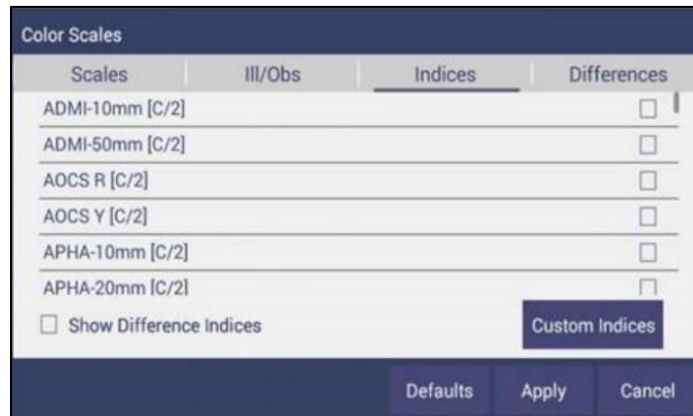 Color Scales
Scales Ill/Obs Indices Differences
ADMI-10mm [C/2]
ADMI-50mm [C/2]
AOCS R [C/2]
AOCS Y [C/2]
APHA-10mm [C/2]
APHA-20mm [C/2]
Show Difference Indices Custom Indices
Defaults Apply Cancel